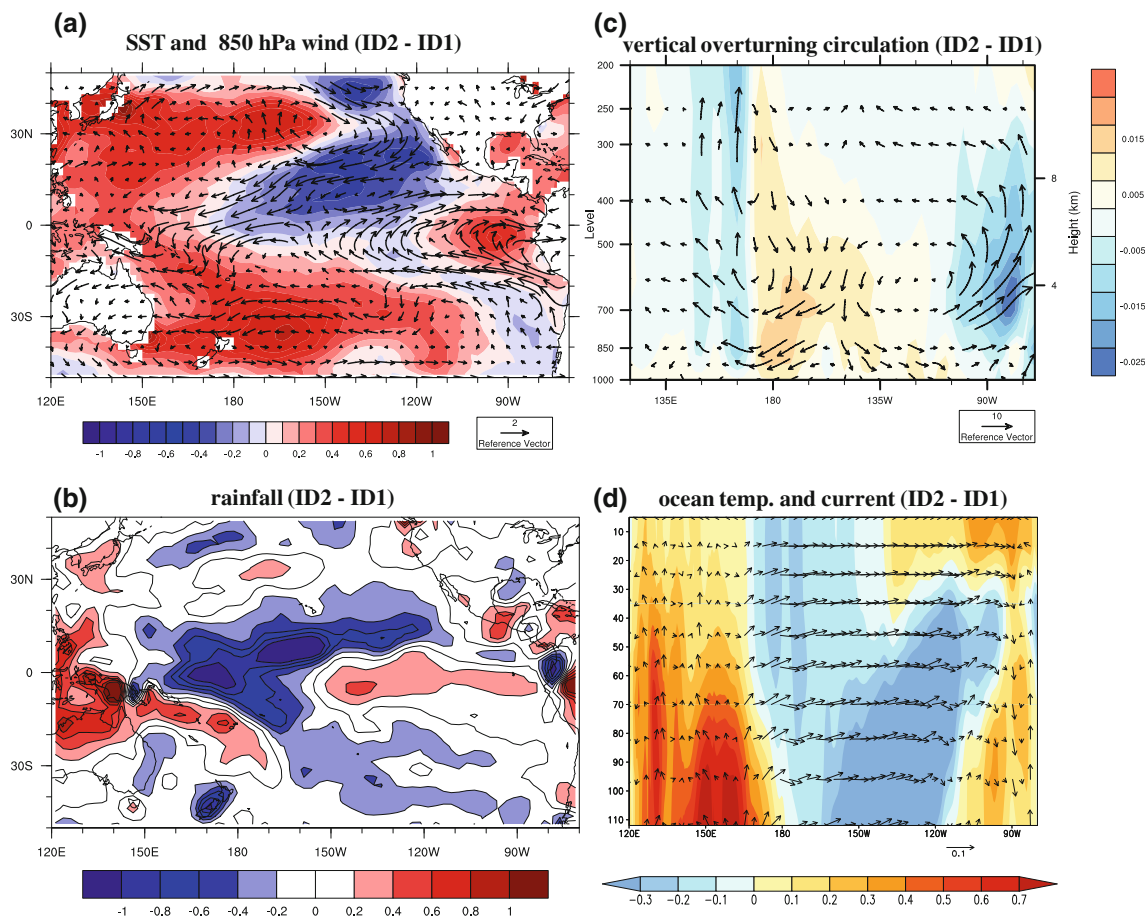 (a)
SST and 850 hPa wind (ID2 - ID1)
30N
0
30S
120E 150E 180 150W 120W 90W
-1 -0.8 -0.6 -0.4 -0.2 0 0.2 0.4 0.6 0.8 1
2
Reference Vector
(c)
vertical overturning circulation (ID2 - ID1)
200
250
300
400
500
700
850
1000
Level
8
4
Height (km)
135E 180 135W 90W
10
Reference Vector
0.015
0.005
-0.005
-0.015
-0.025
(b)
rainfall (ID2 - ID1)
30N
0
30S
120E 150E 180 150W 120W 90W
-1 -0.8 -0.6 -0.4 -0.2 0 0.2 0.4 0.6 0.8 1
(d)
ocean temp. and current (ID2 - ID1)
10
20
30
40
50
60
70
80
90
100
110
120E 150E 180 150W 120W 90W
0.1
-0.3 -0.2 -0.1 0 0.1 0.2 0.3 0.4 0.5 0.6 0.7